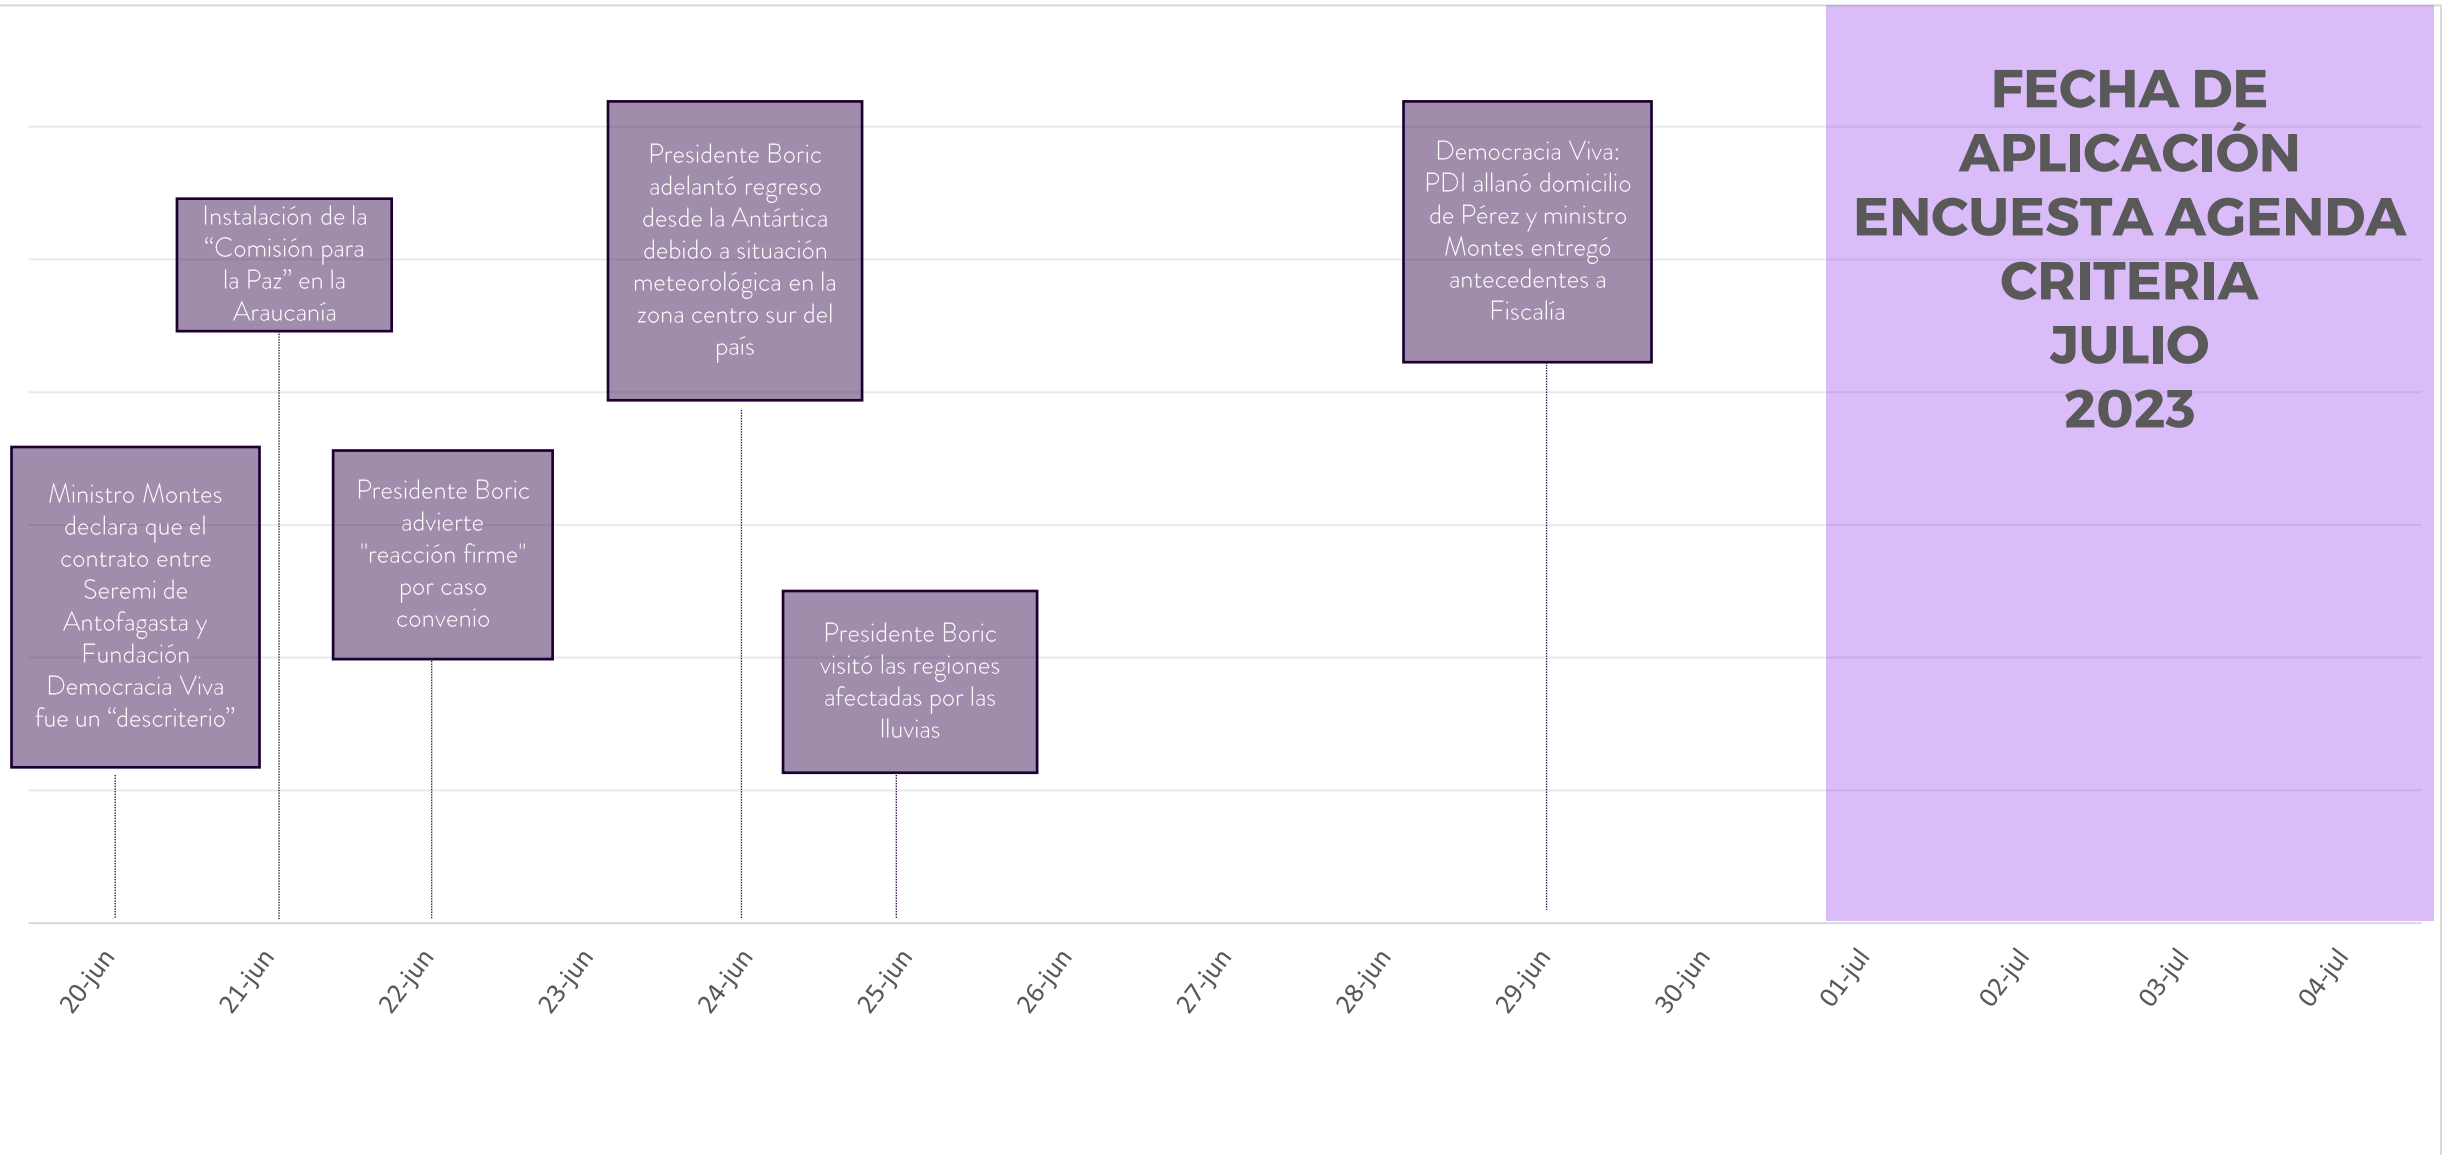 FECHA DE
APLICACIÓN
ENCUESTA AGENDA
CRITERIA
JULIO
2023
Ministro Montes
declara que el
contrato entre
Seremi de
Antofagasta y
Fundación
Democracia Viva
fue un “descriterio”
Instalación de la
“Comisión para
la Paz” en la
Araucanía
Presidente Boric
advierte
"reacción firme"
por caso
convenio
Presidente Boric
adelantó regreso
desde la Antártica
debido a situación
meteorológica en la
zona centro sur del
país
Presidente Boric
visitó las regiones
afectadas por las
lluvias
Democracia Viva:
PDI allanó domicilio
de Pérez y ministro
Montes entregó
antecedentes a
Fiscalía
20-jun
21-jun
22-jun
23-jun
24-jun
25-jun
26-jun
27-jun
28-jun
29-jun
30-jun
01-jul
02-jul
03-jul
04-jul